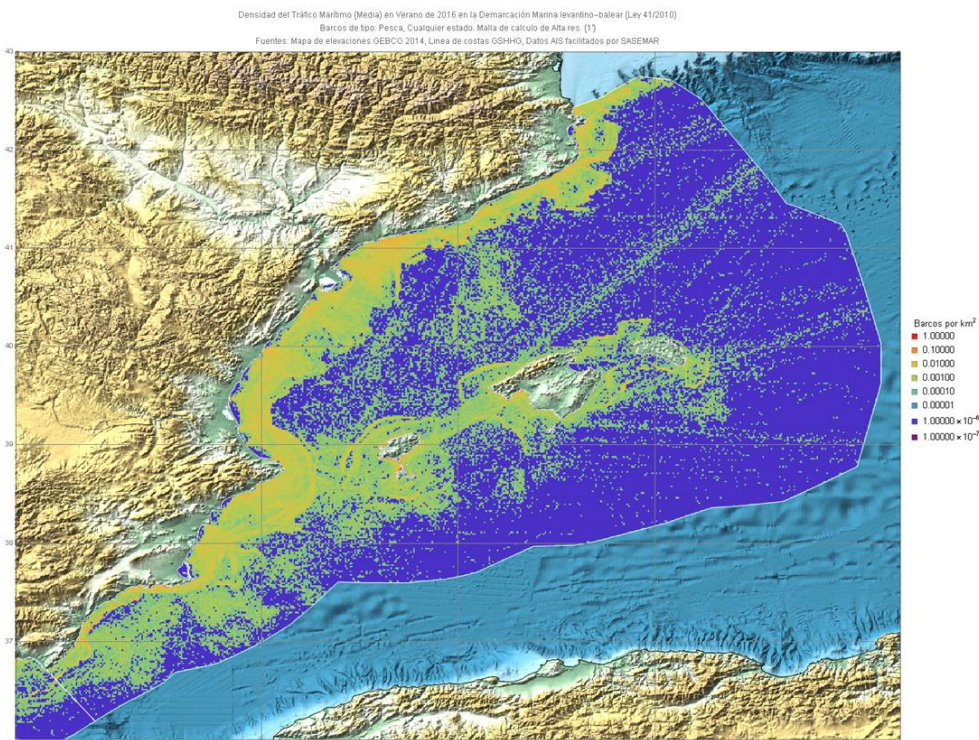 Densidad del Tráfico Marítimo (Media) en Verano de 2016 en la Demarcación Marina levantino-balear (Ley 41/2010)
Barcos de tipo: Pesca, Cualquier estado. Malla de calculo de Alta res. (1')
Fuentes: Mapa de elevaciones GEBCO 2014, Linea de costas GSHHG, Datos AIS facilitados por SASEMAR
43
42
41
40
39
38
37
Barcos por km²
1.00000
0.10000
0.01000
0.00100
0.00010
0.00001
1.00000 × 10⁻⁶
1.00000 × 10⁻⁷